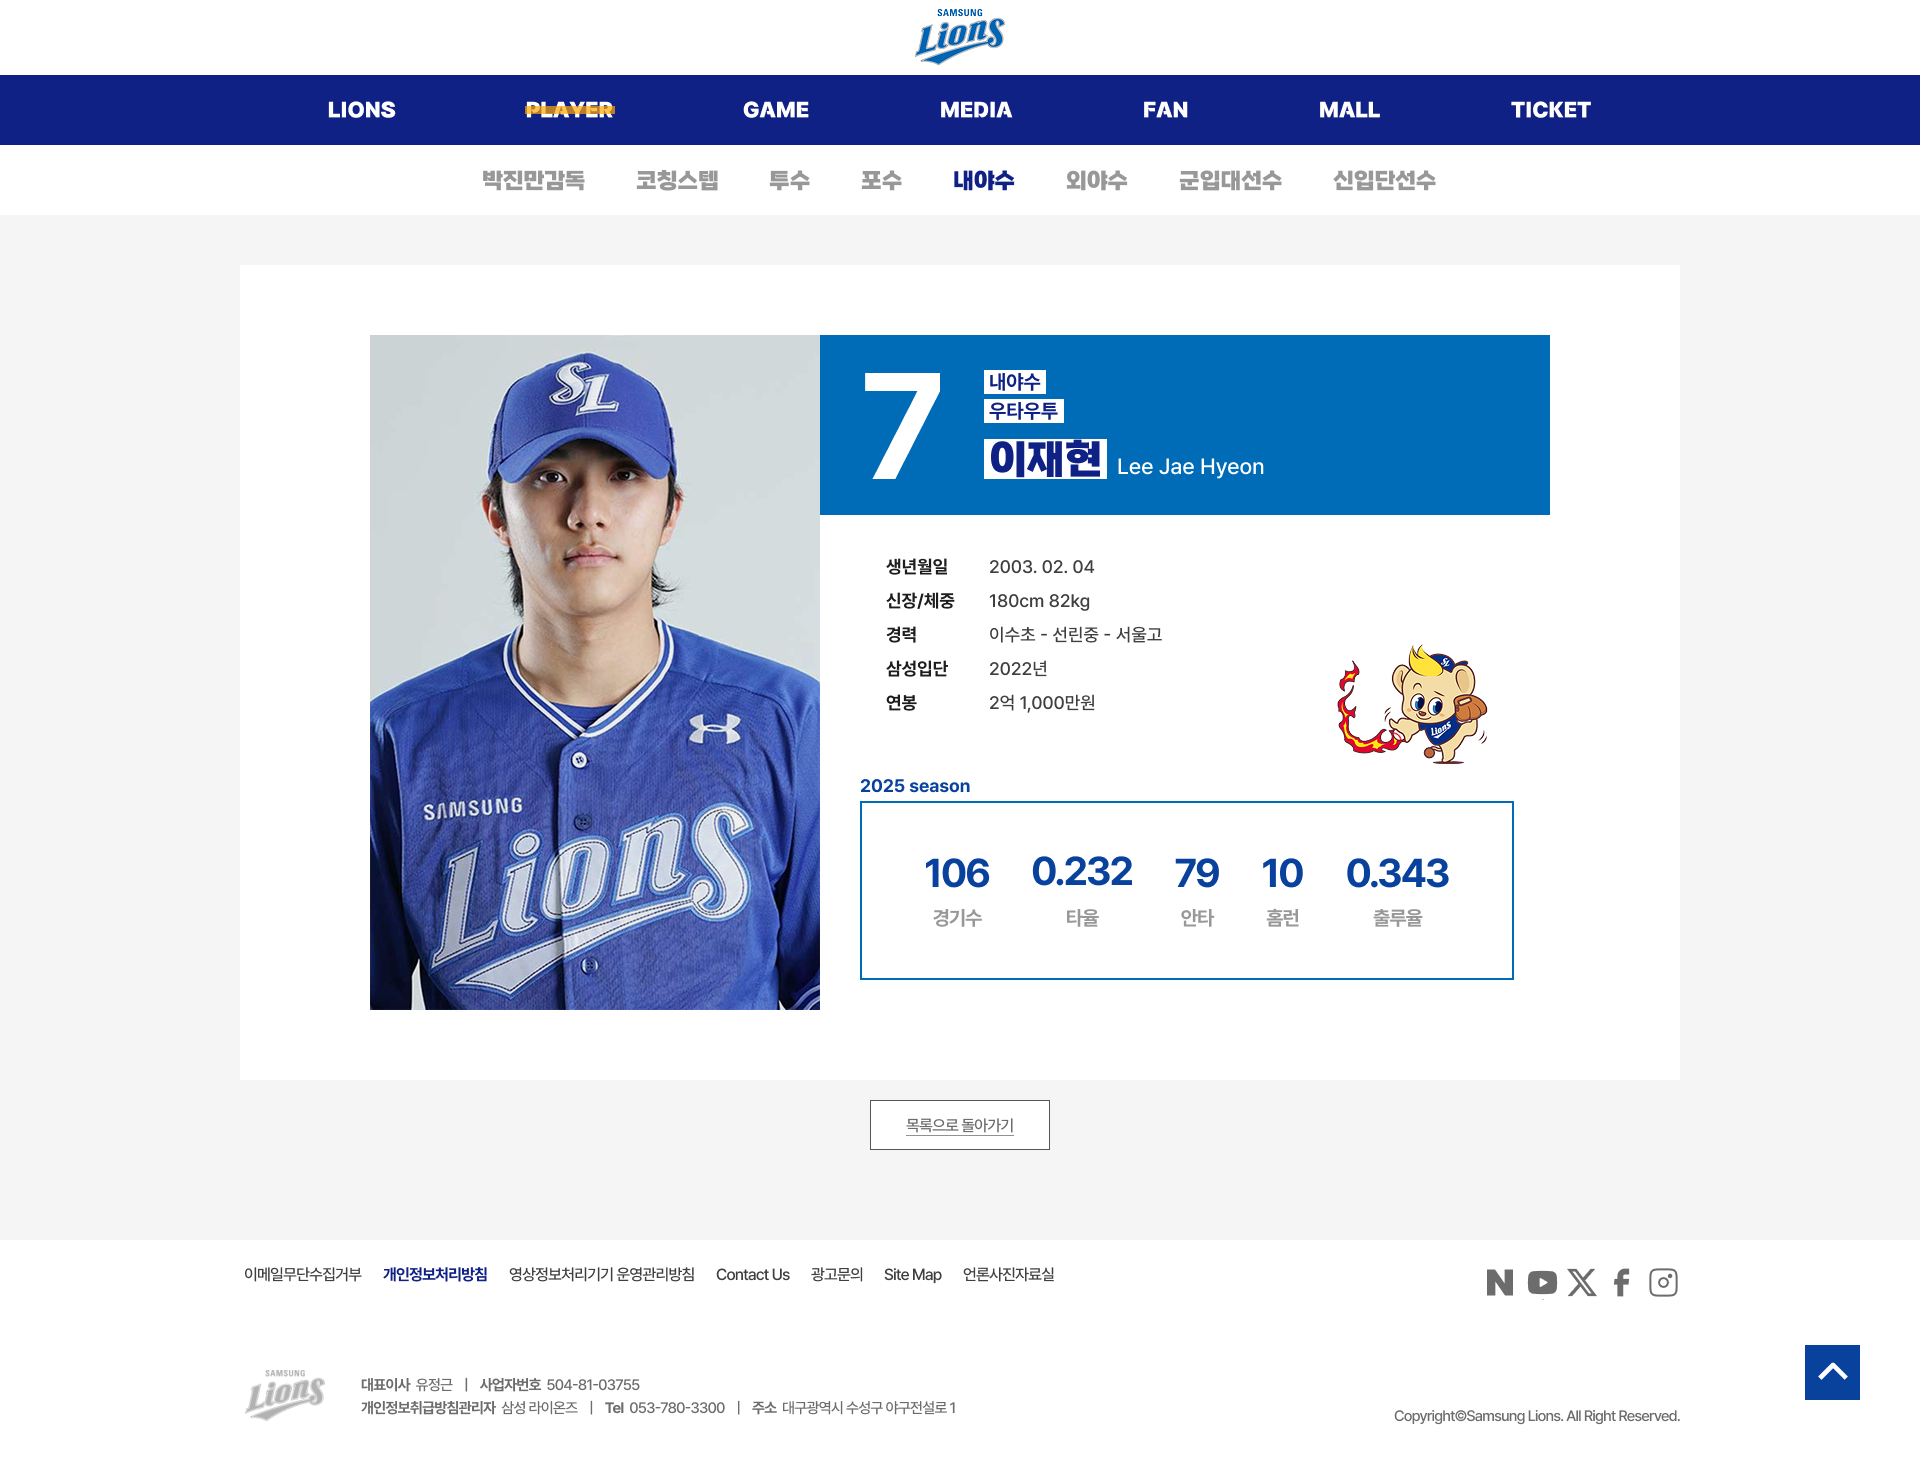 SAMSUNG
Lions
LIONS PLAYER GAME MEDIA FAN MALL TICKET
박진만감독 코칭스텝 투수 포수 내야수 외야수 군입대선수 신입단선수
SL
SAMSUNG
Lions
7
내야수
우타우투
이재현 Lee Jae Hyeon
생년월일 2003. 02. 04
신장/체중 180cm 82kg
경력 이수초 - 선린중 - 서울고
삼성입단 2022년
연봉 2억 1,000만원
SL
Lions
2025 season
106 0.232 79 10 0.343
경기수 타율 안타 홈런 출루율
목록으로 돌아가기
이메일무단수집거부 개인정보처리방침 영상정보처리기기 운영관리방침 Contact Us 광고문의 Site Map 언론사진자료실
SAMSUNG
Lions
대표이사 유정근 | 사업자번호 504-81-03755
개인정보취급방침관리자 삼성 라이온즈 | Tel 053-780-3300 | 주소 대구광역시 수성구 야구전설로 1
Copyright©Samsung Lions. All Right Reserved.